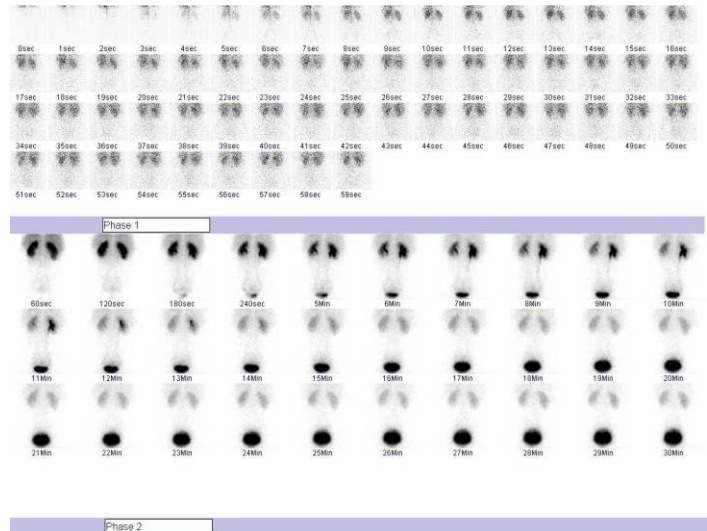 0sec 1sec 2sec 3sec 4sec 5sec 6sec 7sec 8sec 9sec 10sec 11sec 12sec 13sec 14sec 15sec 16sec
17sec 18sec 19sec 20sec 21sec 22sec 23sec 24sec 25sec 26sec 27sec 28sec 29sec 30sec 31sec 32sec 33sec
34sec 35sec 36sec 37sec 38sec 39sec 40sec 41sec 42sec 43sec 44sec 45sec 46sec 47sec 48sec 49sec 50sec
51sec 52sec 53sec 54sec 55sec 56sec 57sec 58sec 59sec
Phase 1
60sec 120sec 180sec 240sec 5Min 6Min 7Min 8Min 9Min 10Min
11Min 12Min 13Min 14Min 15Min 16Min 17Min 18Min 19Min 20Min
21Min 22Min 23Min 24Min 25Min 26Min 27Min 28Min 29Min 30Min
Phase 2